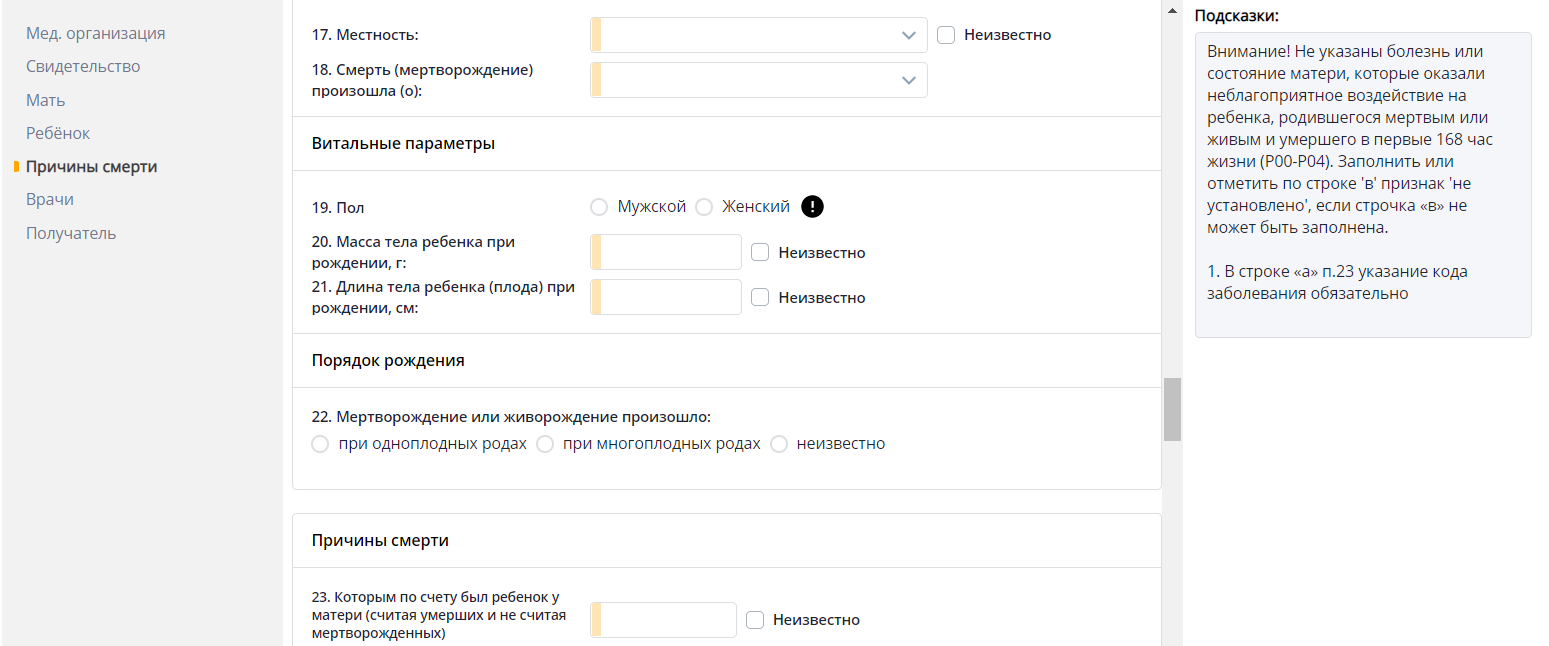 Мед. организация
Свидетельство
Мать
Ребёнок
Причины смерти
Врачи
Получатель
17. Местность:
Неизвестно
18. Смерть (мертворождение)
произошла (о):
Витальные параметры
19. Пол
Мужской
Женский
!
20. Масса тела ребенка при
рождении, г:
Неизвестно
21. Длина тела ребенка (плода) при
рождении, см:
Неизвестно
Порядок рождения
22. Мертворождение или живорождение произошло:
при одноплодных родах
при многоплодных родах
неизвестно
Причины смерти
23. Которым по счету был ребенок у
матери (считая умерших и не считая
мертворожденных)
Неизвестно
Подсказки:
Внимание! Не указаны болезнь или
состояние матери, которые оказали
неблагоприятное воздействие на
ребенка, родившегося мертвым или
живым и умершего в первые 168 час
жизни (P00-P04). Заполнить или
отметить по строке 'в' признак 'не
установлено', если строчка «в» не
может быть заполнена.
1. В строке «а» п.23 указание кода
заболевания обязательно